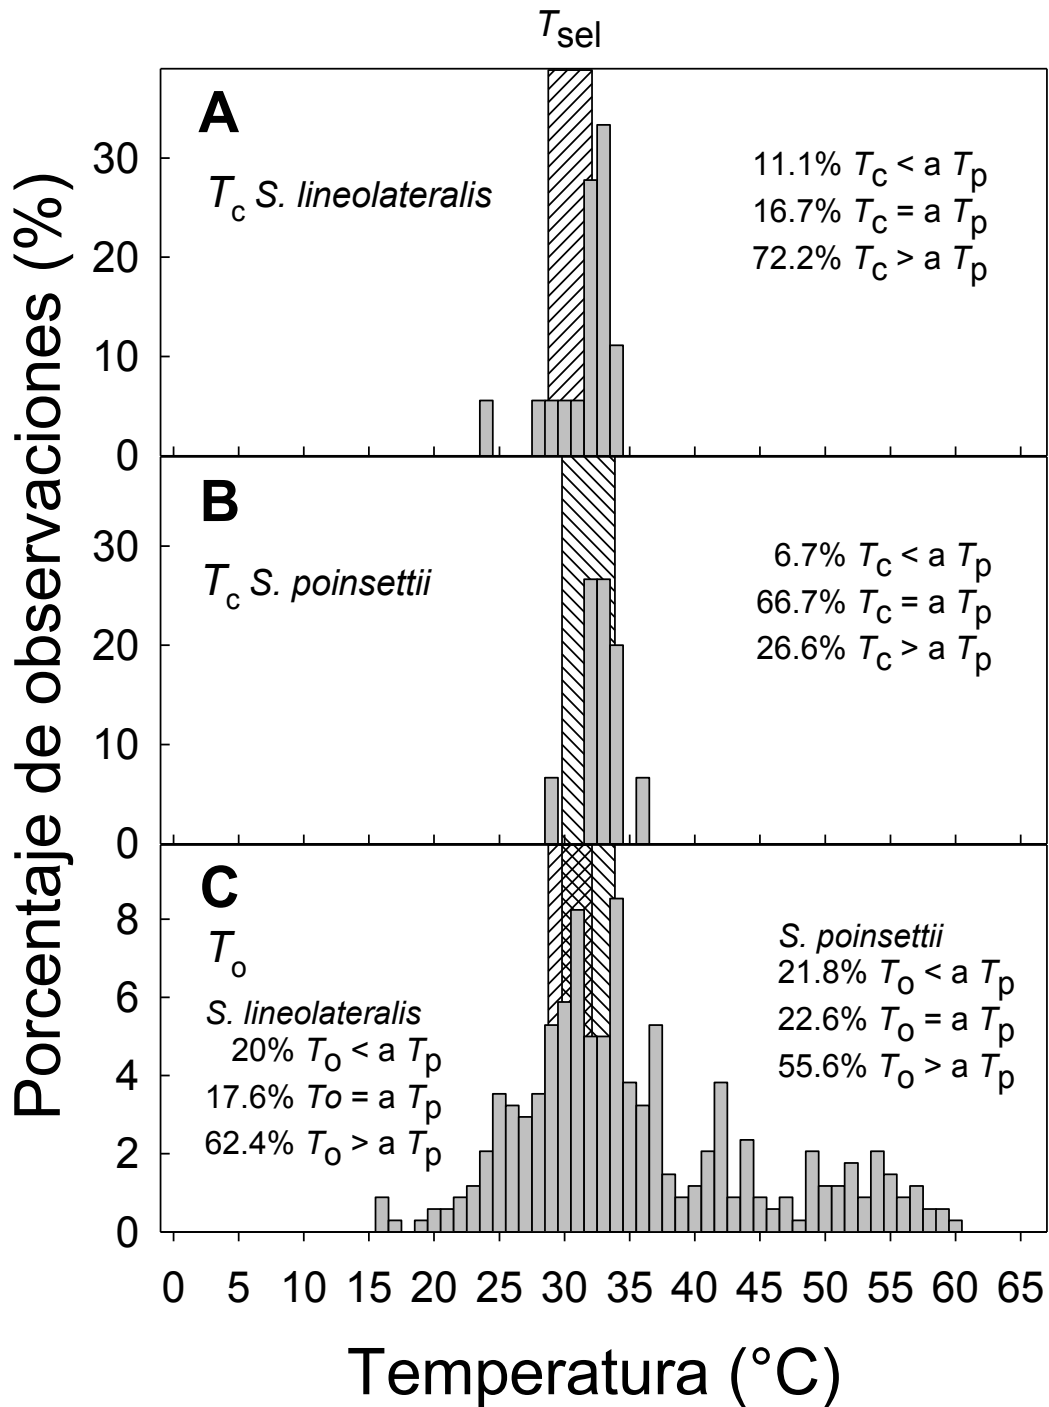 Tsel
A
Tc S. lineolateralis
11.1% Tc < a Tp
16.7% Tc = a Tp
72.2% Tc > a Tp
30
20
10
0
B
Tc S. poinsettii
6.7% Tc < a Tp
66.7% Tc = a Tp
26.6% Tc > a Tp
30
20
10
0
C
To
S. lineolateralis
20% To < a Tp
17.6% To = a Tp
62.4% To > a Tp
S. poinsettii
21.8% To < a Tp
22.6% To = a Tp
55.6% To > a Tp
8
6
4
2
0
0 5 10 15 20 25 30 35 40 45 50 55 60 65
Temperatura (°C)
Porcentaje de observaciones (%)